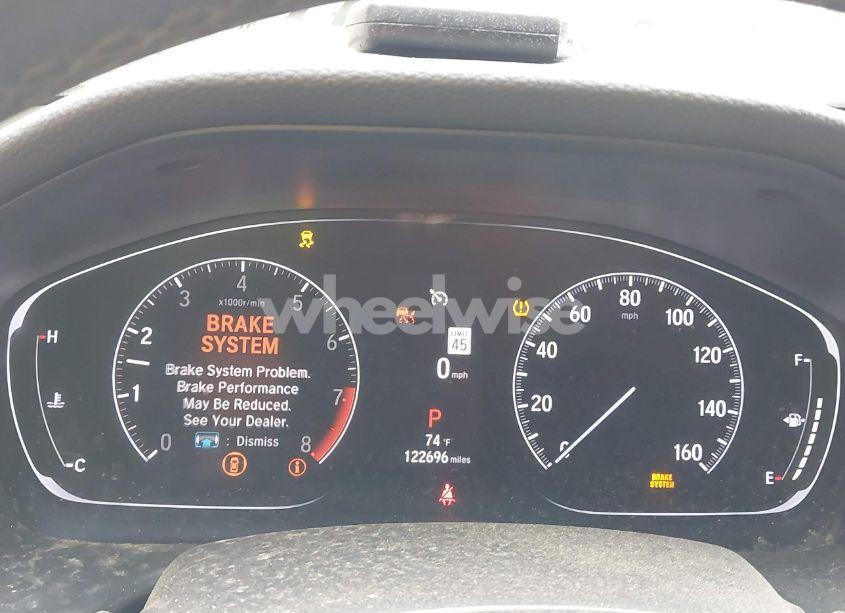 4
3
5
x1000r/min
2
BRAKE
SYSTEM
6
1
Brake System Problem.
Brake Performance
May Be Reduced.
See Your Dealer.
7
0
: Dismiss
8
H
C
wheelwise
LIMIT
45
0 mph
P
74 °F
122696 miles
80
60
mph
100
40
120
20
140
0
160
BRAKE
SYSTEM
F
E